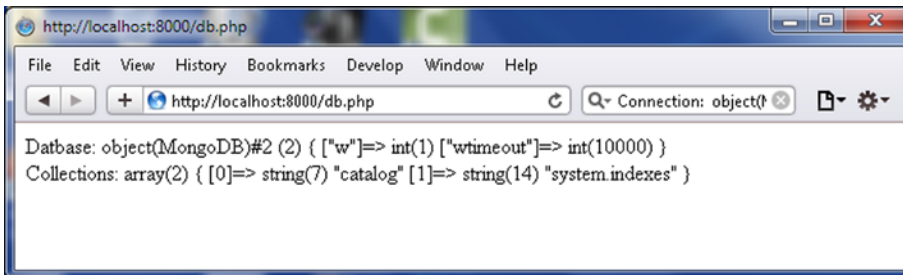 http://localhost:8000/db.php
File Edit View History Bookmarks Develop Window Help
http://localhost:8000/db.php
Connection: object(M
Datbase: object(MongoDB)#2 (2) { ["w"]=> int(1) ["wtimeout"]=> int(10000) }
Collections: array(2) { [0]=> string(7) "catalog" [1]=> string(14) "system.indexes" }